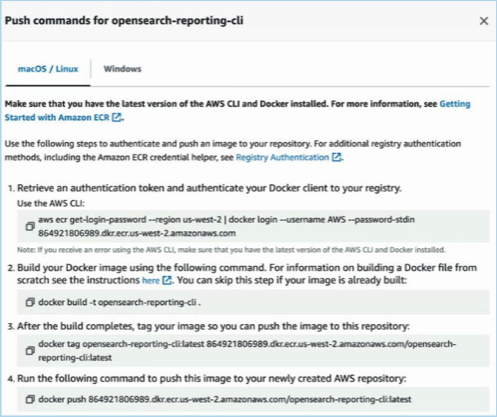 Push commands for opensearch-reporting-cli
macOS / Linux
Windows
Make sure that you have the latest version of the AWS CLI and Docker installed. For more information, see Getting
Started with Amazon ECR.
Use the following steps to authenticate and push an image to your repository. For additional registry authentication
methods, including the Amazon ECR credential helper, see Registry Authentication.
1. Retrieve an authentication token and authenticate your Docker client to your registry.
Use the AWS CLI:
aws ecr get-login-password --region us-west-2 | docker login --username AWS --password-stdin
864921806989.dkr.ecr.us-west-2.amazonaws.com
Note: If you receive an error using the AWS CLI, make sure that you have the latest version of the AWS CLI and Docker installed.
2. Build your Docker image using the following command. For information on building a Docker file from
scratch see the instructions here. You can skip this step if your image is already built:
docker build -t opensearch-reporting-cli .
3. After the build completes, tag your image so you can push the image to this repository:
docker tag opensearch-reporting-cli:latest 864921806989.dkr.ecr.us-west-2.amazonaws.com/opensearch-
reporting-cli:latest
4. Run the following command to push this image to your newly created AWS repository:
docker push 864921806989.dkr.ecr.us-west-2.amazonaws.com/opensearch-reporting-cli:latest